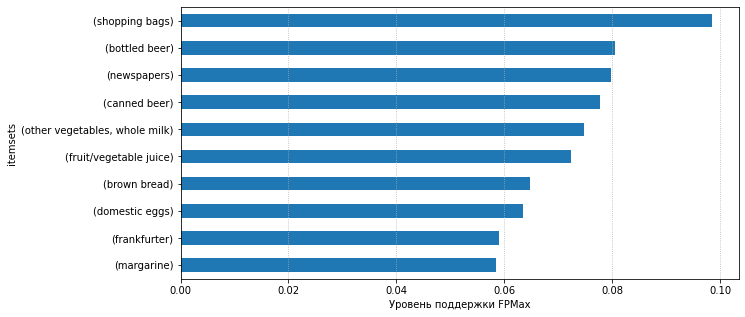 (shopping bags)
(bottled beer)
(newspapers)
(canned beer)
(other vegetables, whole milk)
(fruit/vegetable juice)
(brown bread)
(domestic eggs)
(frankfurter)
(margarine)
itemsets
0.00 0.02 0.04 0.06 0.08 0.10
Уровень поддержки FPMax